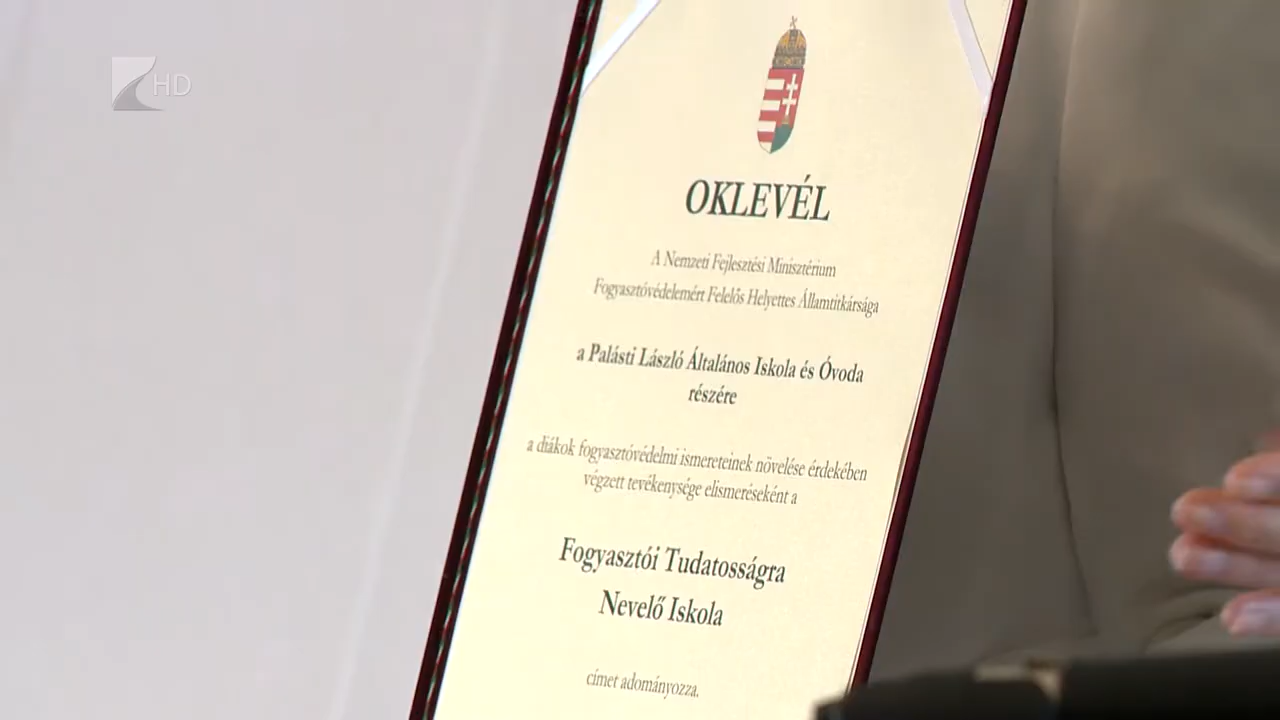 HD
OKLEVÉL
A Nemzeti Fejlesztési Minisztérium
Fogyasztóvédelemért Felelős Helyettes Államtitkársága
a Palásti László Általános Iskola és Óvoda
részére
a diákok fogyasztóvédelmi ismereteinek növelése érdekében
végzett tevékenysége elismeréseként a
Fogyasztói Tudatosságra
Nevelő Iskola
címet adományozza.